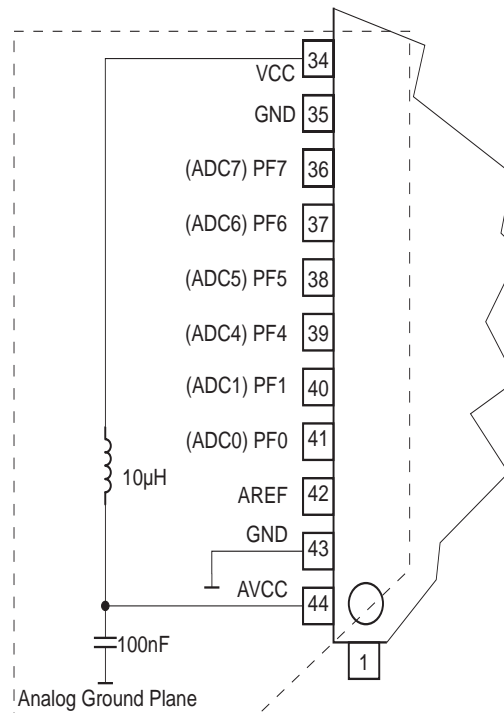 34
VCC
GND 35
(ADC7) PF7 36
(ADC6) PF6 37
(ADC5) PF5 38
(ADC4) PF4 39
(ADC1) PF1 40
(ADC0) PF0 41
10µH
AREF 42
GND
43
AVCC
44
100nF
1
Analog Ground Plane